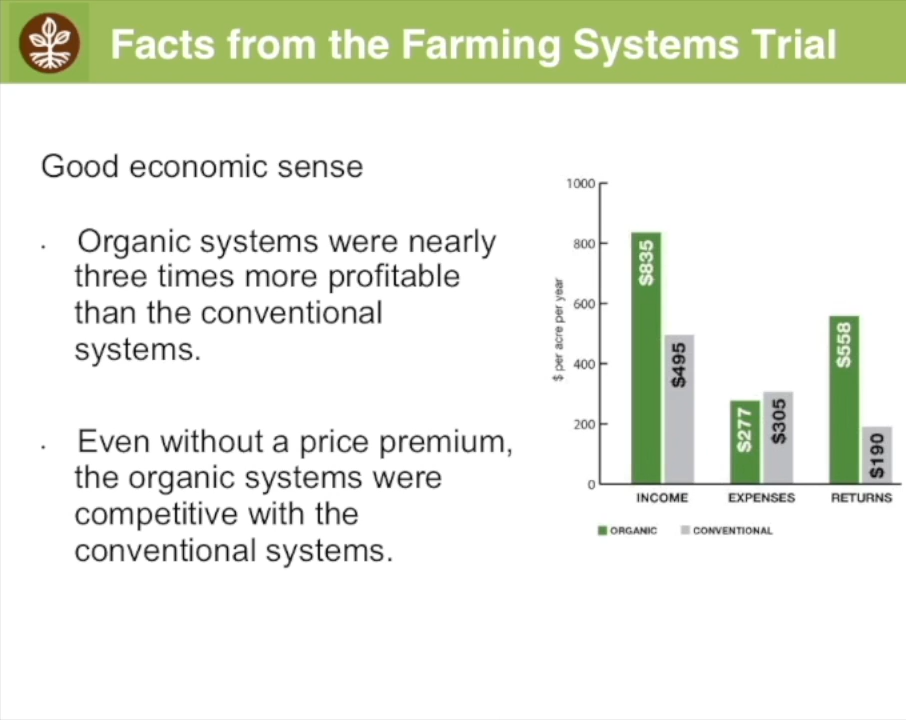 Facts from the Farming Systems Trial
Good economic sense
· Organic systems were nearly
three times more profitable
than the conventional
systems.
· Even without a price premium,
the organic systems were
competitive with the
conventional systems.
$ per acre per year
1000
800
600
400
200
0
$835
$495
$277
$305
$558
$190
INCOME EXPENSES RETURNS
ORGANIC CONVENTIONAL